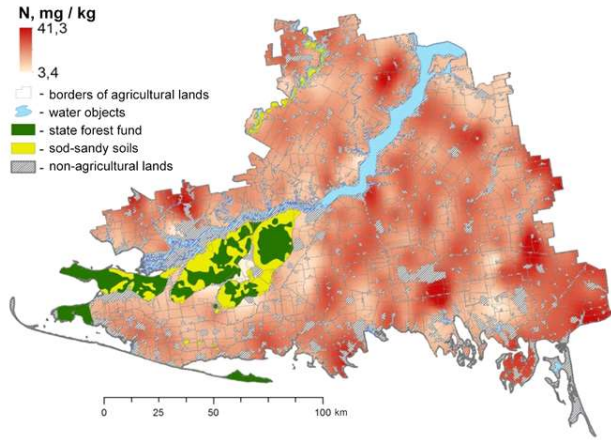 N, mg / kg
41,3
3,4
- borders of agricultural lands
- water objects
- state forest fund
- sod-sandy soils
- non-agricultural lands
0 25 50 100 km